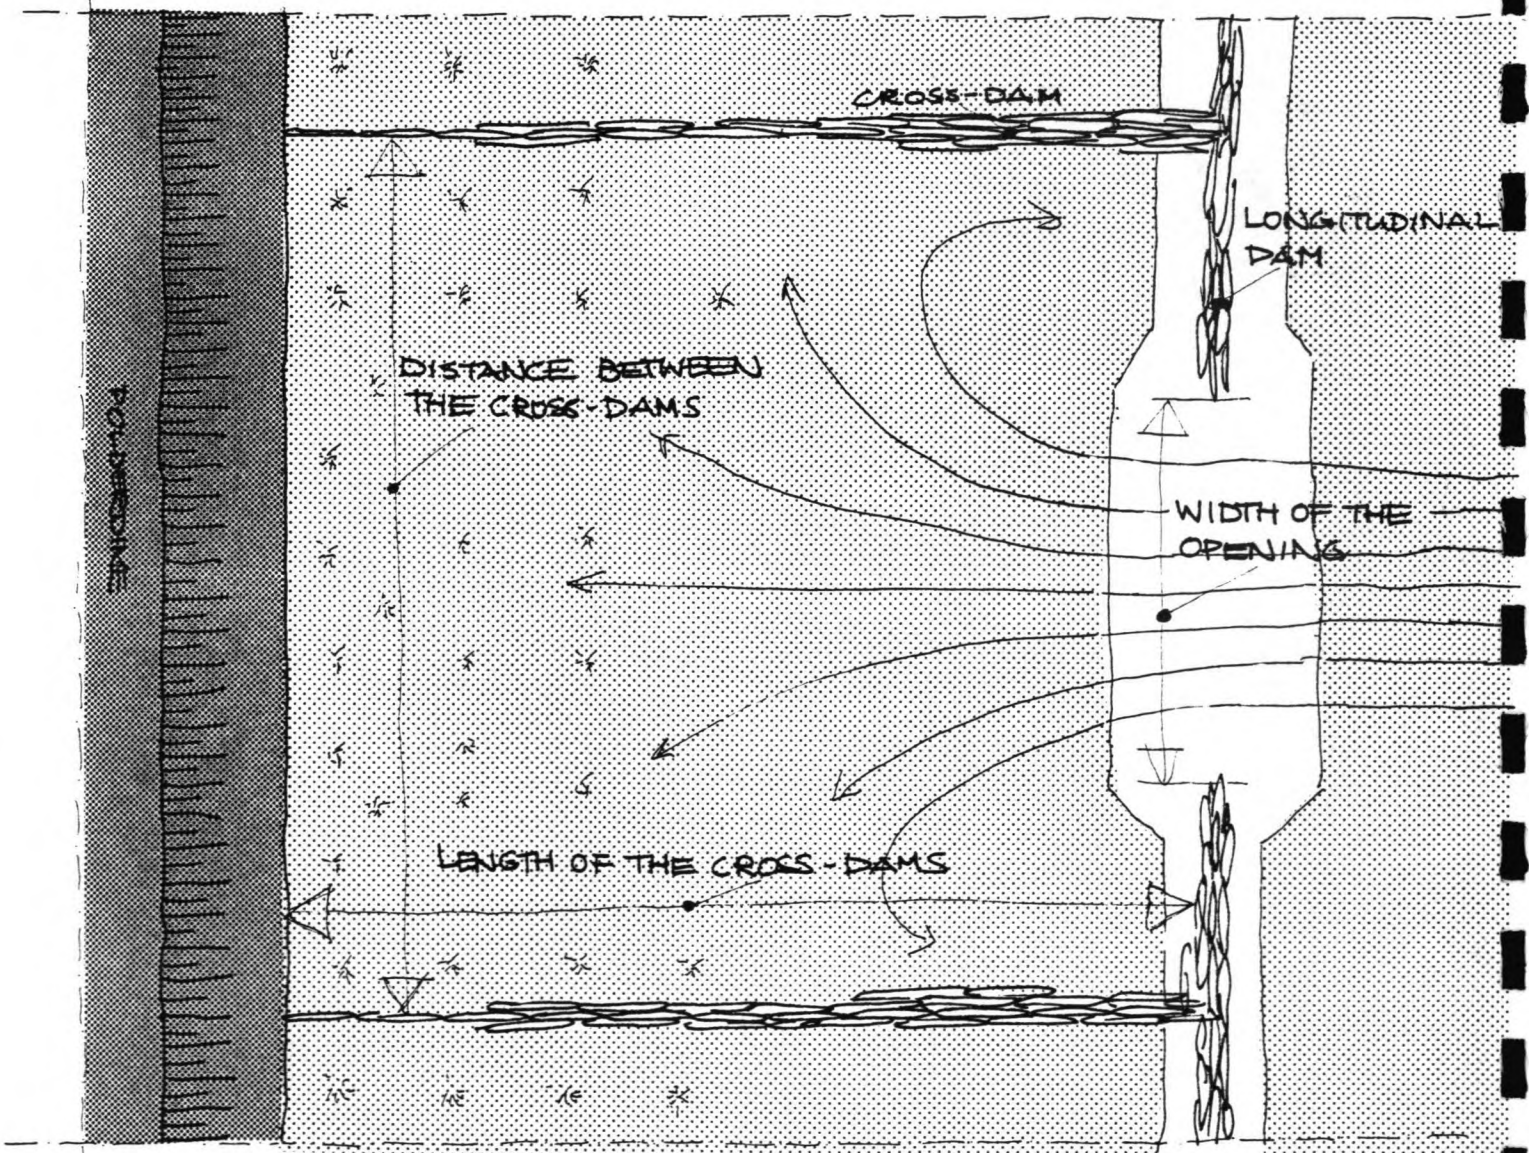 CROSS-DAM
LONGITUDINAL
DAM
DISTANCE BETWEEN
THE CROSS-DAMS
POLDERDIKE
WIDTH OF THE
OPENING
LENGTH OF THE CROSS-DAMS